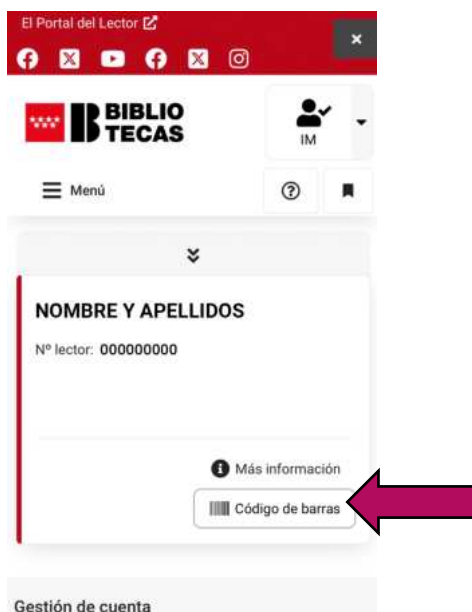 El Portal del Lector
BIBLIO
TECAS
IM
Menú
NOMBRE Y APELLIDOS
Nº lector: 000000000
Más información
Código de barras
Gestión de cuenta